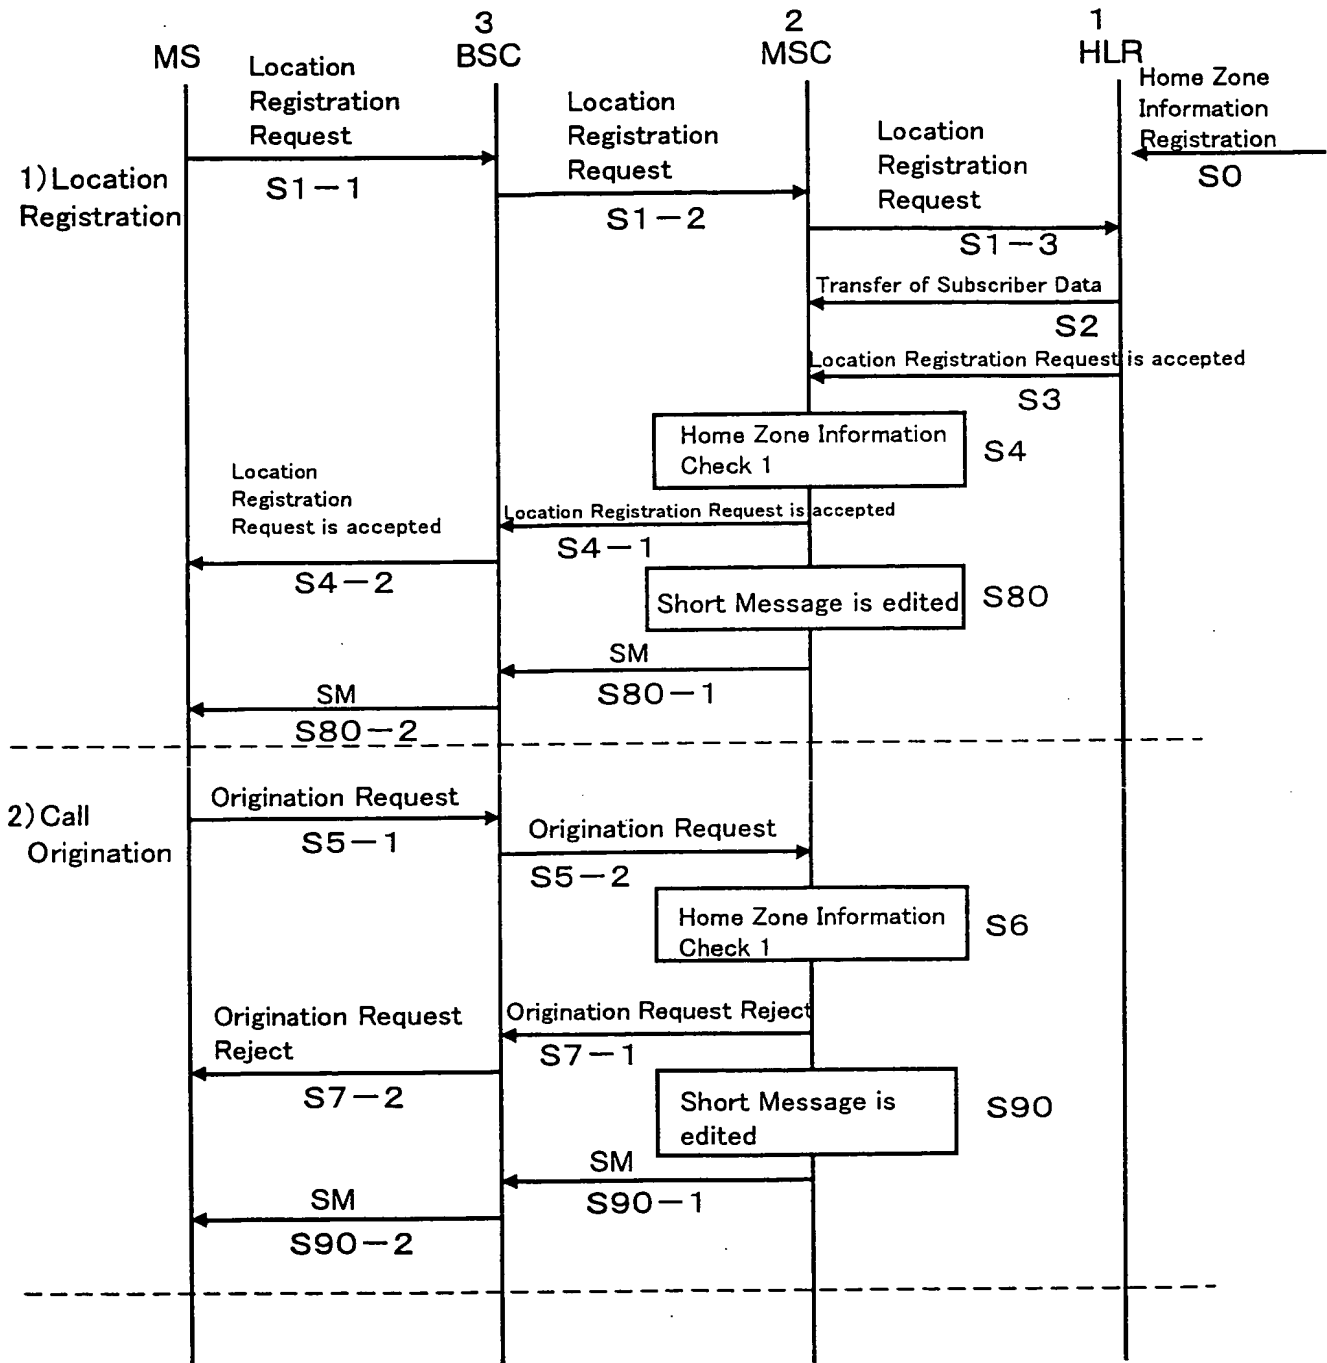 3
2
1
MS
BSC
MSC
HLR
Location
Registration
Request
S1-1
Location
Registration
Request
S1-2
Location
Registration
Request
S1-3
Home Zone
Information
Registration
S0
1)Location
Registration
Transfer of Subscriber Data
S2
Location Registration Request is accepted
S3
Home Zone Information
Check 1
S4
Location Registration Request is accepted
S4-1
Location
Registration
Request is accepted
S4-2
Short Message is edited
S80
SM
S80-1
SM
S80-2
2)Call
Origination
Origination Request
S5-1
Origination Request
S5-2
Home Zone Information
Check 1
S6
Origination Request Reject
S7-1
Origination Request
Reject
S7-2
Short Message is
edited
S90
SM
S90-1
SM
S90-2